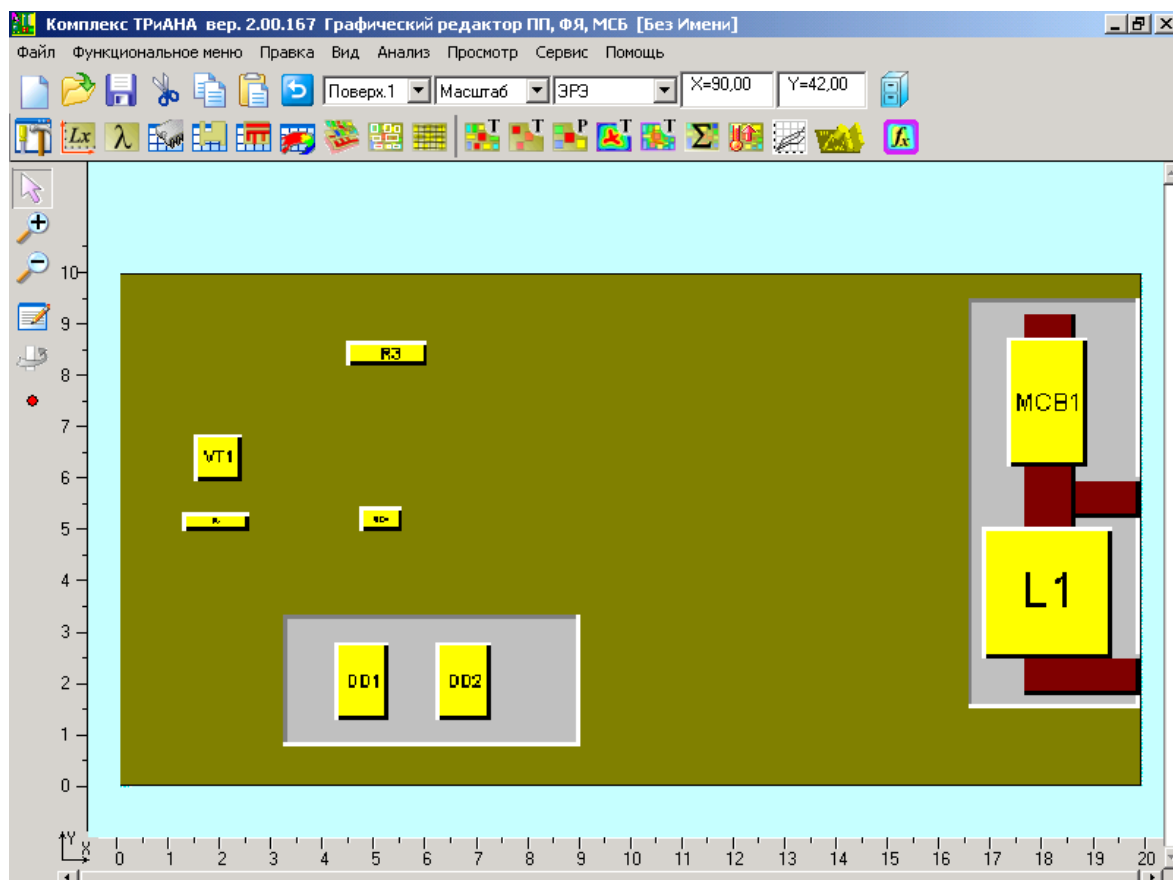 Комплекс ТРиАНА вер. 2.00.167 Графический редактор ПП, ФЯ, МСБ [Без Имени]
Файл Функциональное меню Правка Вид Анализ Просмотр Сервис Помощь
Поверх.1 Масштаб ЭРЭ X=90,00 Y=42,00
Lx λ T T P T T Σ fx
10
9
R3
8
MCB1
7
VT1
6
5
4
L1
3
DD1 DD2
2
1
0
Y
X
0 1 2 3 4 5 6 7 8 9 10 11 12 13 14 15 16 17 18 19 20